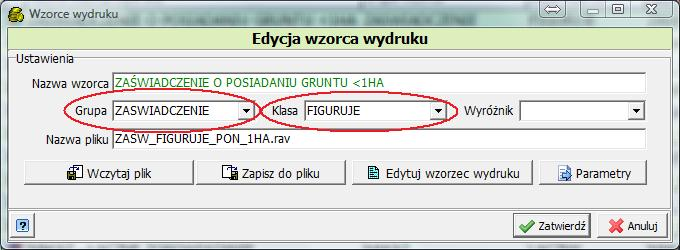 Wzorce wydruku
Edycja wzorca wydruku
Ustawienia
Nazwa wzorca ZAŚWIADCZENIE O POSIADANIU GRUNTU <1HA
Grupa ZASWIADCZENIE Klasa FIGURUJE Wyróżnik
Nazwa pliku ZASW_FIGURUJE_PON_1HA.rav
Wczytaj plik Zapisz do pliku Edytuj wzorzec wydruku Parametry
? Zatwierdź Anuluj